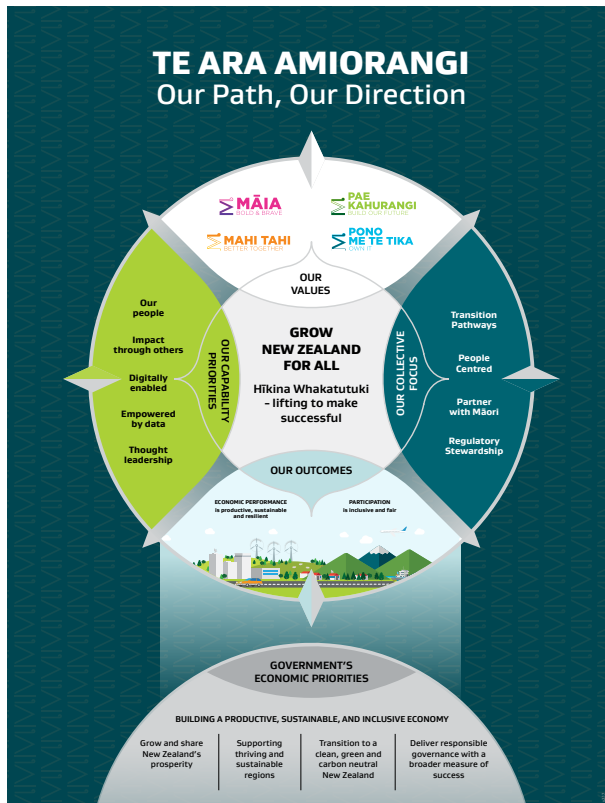 TE ARA AMIORANGI
Our Path, Our Direction
MĀIA
BOLD & BRAVE
PAE
KAHURANGI
BUILD OUR FUTURE
MAHI TAHI
BETTER TOGETHER
PONO
ME TE TIKA
OWN IT
OUR
VALUES
Our
people
Impact
through others
Digitally
enabled
Empowered
by data
Thought
leadership
OUR CAPABILITY
PRIORITIES
GROW
NEW ZEALAND
FOR ALL
Hīkina Whakatutuki
– lifting to make
successful
OUR COLLECTIVE
FOCUS
Transition
Pathways
People
Centred
Partner
with Māori
Regulatory
Stewardship
OUR OUTCOMES
ECONOMIC PERFORMANCE
is productive, sustainable
and resilient
PARTICIPATION
is inclusive and fair
GOVERNMENT'S
ECONOMIC PRIORITIES
BUILDING A PRODUCTIVE, SUSTAINABLE, AND INCLUSIVE ECONOMY
Grow and share
New Zealand's
prosperity
Supporting
thriving and
sustainable
regions
Transition to a
clean, green and
carbon neutral
New Zealand
Deliver responsible
governance with a
broader measure of
success